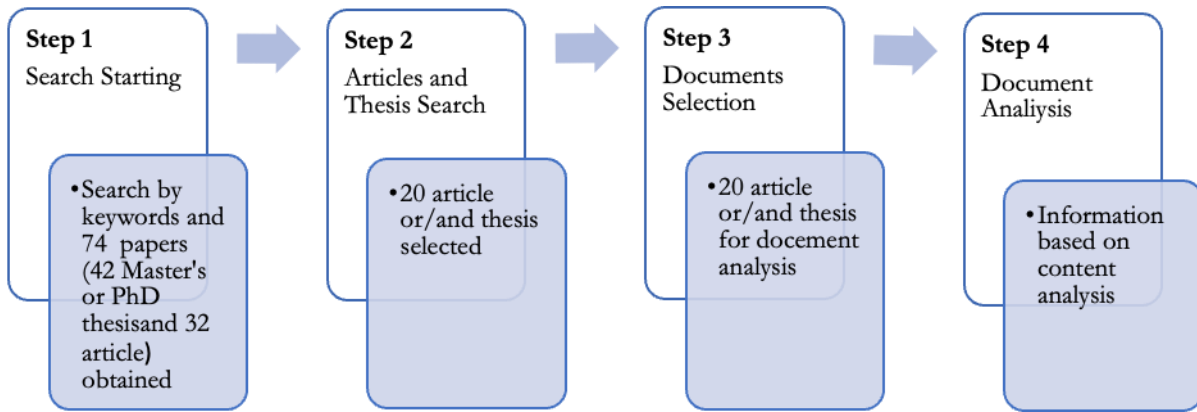 Step 1
Search Starting
•Search by
keywords and
74 papers
(42 Master's
or PhD
thesisand 32
article)
obtained
Step 2
Articles and
Thesis Search
•20 article
or/and thesis
selected
Step 3
Documents
Selection
•20 article
or/and thesis
for docement
analysis
Step 4
Document
Analiysis
•Information
based on
content
analysis